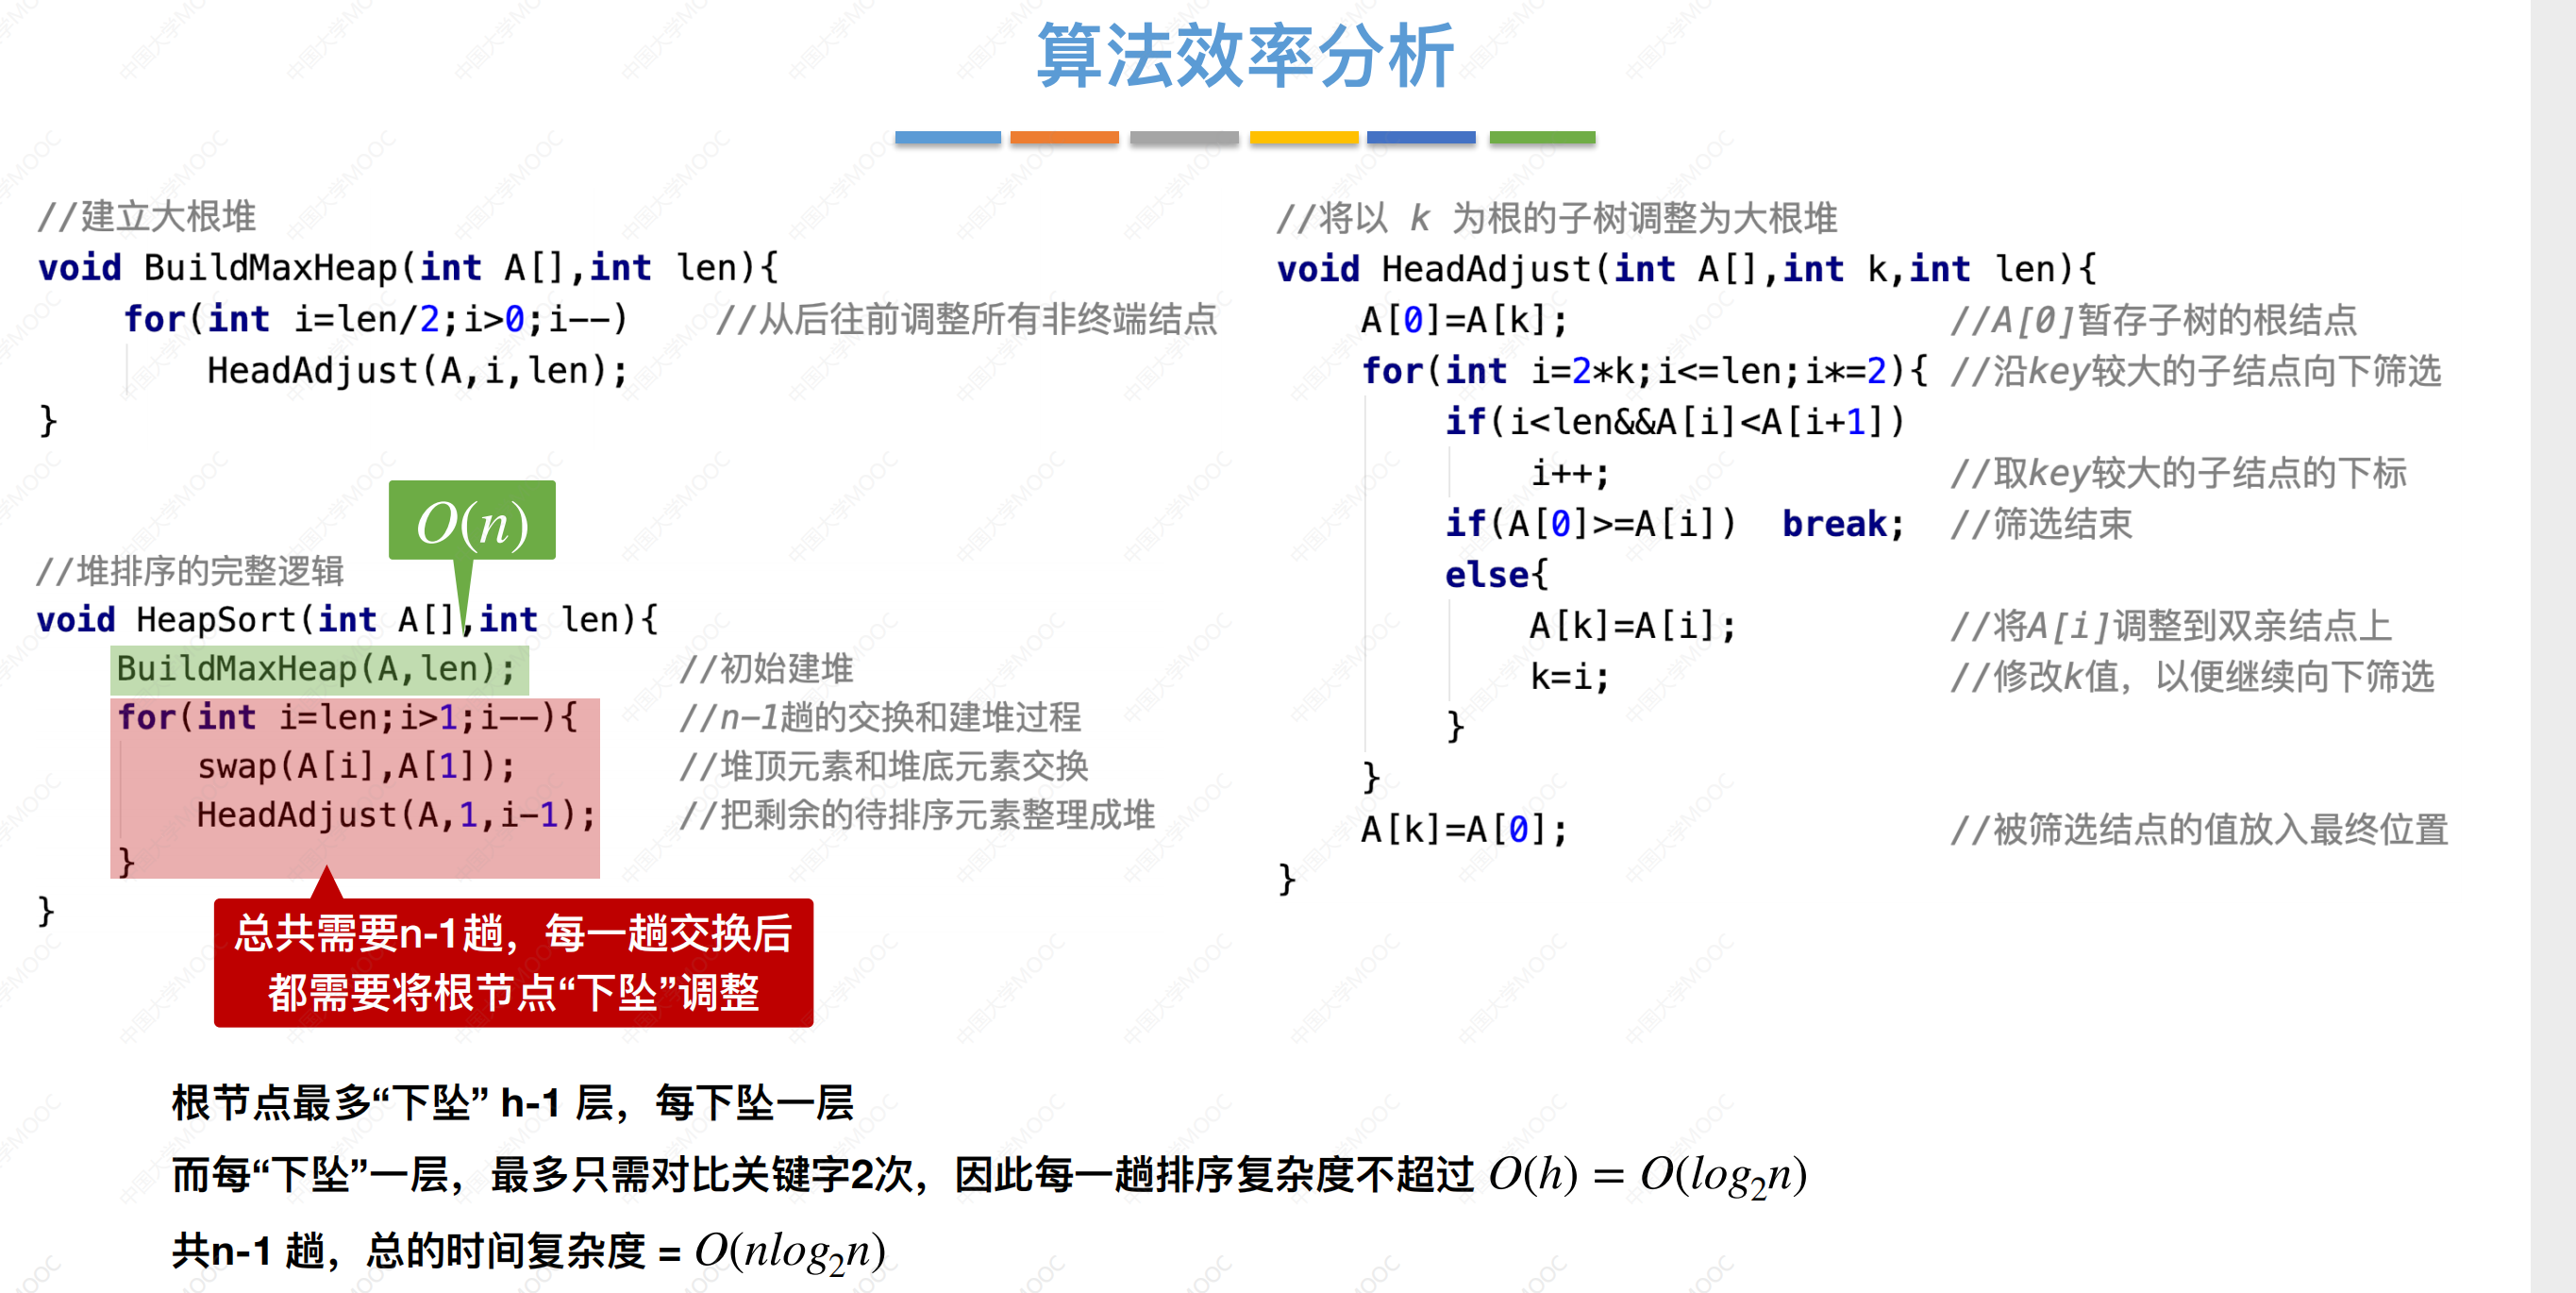 算法效率分析
//建立大根堆
void BuildMaxHeap(int A[],int len){
    for(int i=len/2;i>0;i--)    //从后往前调整所有非终端结点
        HeadAdjust(A,i,len);
}
O(n)
//堆排序的完整逻辑
void HeapSort(int A[],int len){
    BuildMaxHeap(A,len);        //初始建堆
    for(int i=len;i>1;i--){     //n-1趟的交换和建堆过程
        swap(A[i],A[1]);        //堆顶元素和堆底元素交换
        HeadAdjust(A,1,i-1);    //把剩余的待排序元素整理成堆
    }
}
总共需要n-1趟，每一趟交换后
都需要将根节点“下坠”调整
//将以 k 为根的子树调整为大根堆
void HeadAdjust(int A[],int k,int len){
    A[0]=A[k];                      //A[0]暂存子树的根结点
    for(int i=2*k;i<=len;i*=2){ //沿key较大的子结点向下筛选
        if(i<len&&A[i]<A[i+1])
            i++;                    //取key较大的子结点的下标
        if(A[0]>=A[i])  break;  //筛选结束
        else{
            A[k]=A[i];              //将A[i]调整到双亲结点上
            k=i;                    //修改k值，以便继续向下筛选
        }
    }
    A[k]=A[0];                      //被筛选结点的值放入最终位置
}
根节点最多“下坠” h-1 层，每下坠一层
而每“下坠”一层，最多只需对比关键字2次，因此每一趟排序复杂度不超过 O(h) = O(log₂n)
共n-1 趟，总的时间复杂度 = O(nlog₂n)
中国大学MOOC